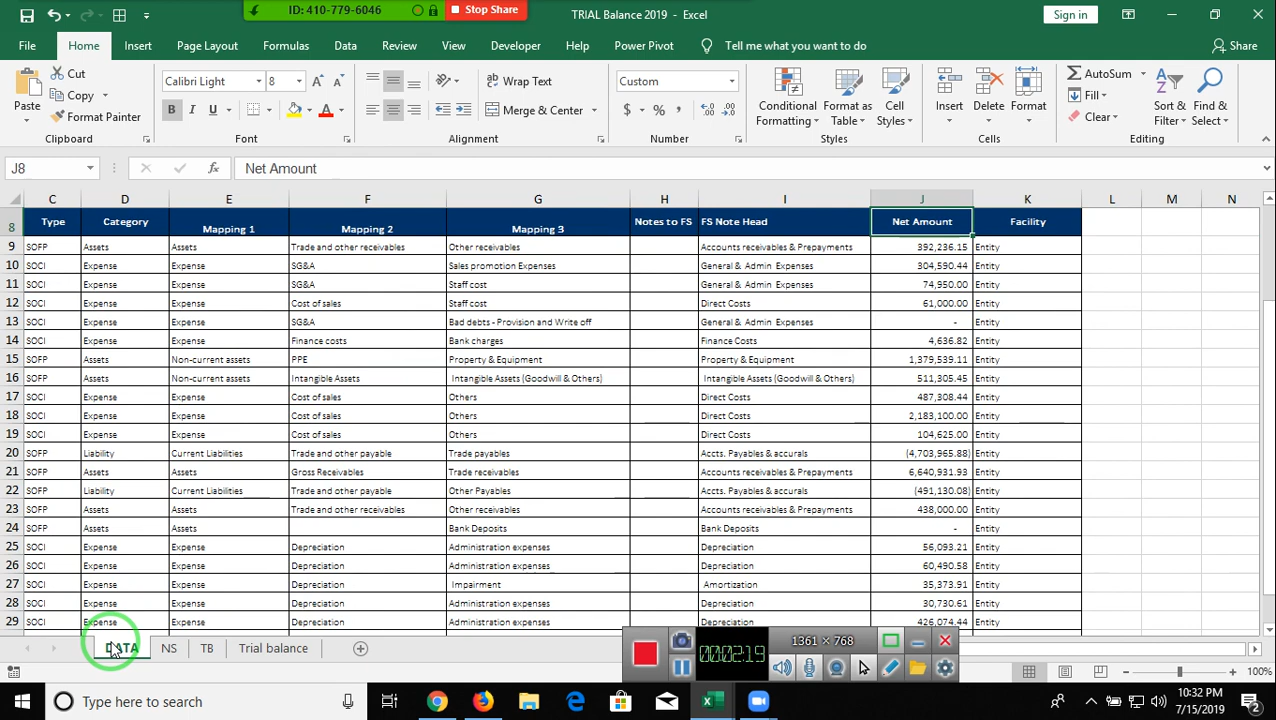 ID: 410-779-6046 Stop Share
TRIAL Balance 2019 - Excel
Sign in
File Home Insert Page Layout Formulas Data Review View Developer Help Power Pivot Tell me what you want to do Share
Paste Cut Copy Format Painter
Calibri Light 8
Wrap Text Merge & Center
Custom
Conditional Formatting Format as Table Cell Styles
Insert Delete Format
AutoSum Fill Clear
Sort & Filter Find & Select
Clipboard Font Alignment Number Styles Cells Editing
J8 fx Net Amount
C D E F G H I J K L M N
8 Type Category Mapping 1 Mapping 2 Mapping 3 Notes to FS FS Note Head Net Amount Facility
9 SOFP Assets Assets Trade and other receivables Other receivables Accounts receivables & Prepayments 392,236.15 Entity
10 SOCI Expense Expense SG&A Sales promotion Expenses General & Admin Expenses 304,590.44 Entity
11 SOCI Expense Expense SG&A Staff cost General & Admin Expenses 74,950.00 Entity
12 SOCI Expense Expense Cost of sales Staff cost Direct Costs 61,000.00 Entity
13 SOCI Expense Expense SG&A Bad debts - Provision and Write off General & Admin Expenses - Entity
14 SOCI Expense Expense Finance costs Bank charges Finance Costs 4,636.82 Entity
15 SOFP Assets Non-current assets PPE Property & Equipment Property & Equipment 1,379,539.11 Entity
16 SOFP Assets Non-current assets Intangible Assets Intangible Assets (Goodwill & Others) Intangible Assets (Goodwill & Others) 511,305.45 Entity
17 SOCI Expense Expense Cost of sales Others Direct Costs 487,308.44 Entity
18 SOCI Expense Expense Cost of sales Others Direct Costs 2,183,100.00 Entity
19 SOCI Expense Expense Cost of sales Others Direct Costs 104,625.00 Entity
20 SOFP Liability Current Liabilities Trade and other payable Trade payables Accts. Payables & accurals (4,703,965.88) Entity
21 SOFP Assets Assets Gross Receivables Trade receivables Accounts receivables & Prepayments 6,640,931.93 Entity
22 SOFP Liability Current Liabilities Trade and other payable Other Payables Accts. Payables & accurals (491,130.08) Entity
23 SOFP Assets Assets Trade and other receivables Other receivables Accounts receivables & Prepayments 438,000.00 Entity
24 SOFP Assets Assets Bank Deposits Bank Deposits - Entity
25 SOCI Expense Expense Depreciation Administration expenses Depreciation 56,093.21 Entity
26 SOCI Expense Expense Depreciation Administration expenses Depreciation 60,490.58 Entity
27 SOCI Expense Expense Depreciation Impairment Amortization 35,373.91 Entity
28 SOCI Expense Expense Depreciation Administration expenses Depreciation 30,730.61 Entity
29 SOCI Expense Expense Depreciation Administration expenses Depreciation 426,074.44 Entity
DATA NS TB Trial balance
00:02:19 1361 × 768
100%
Type here to search
10:32 PM
7/15/2019
2